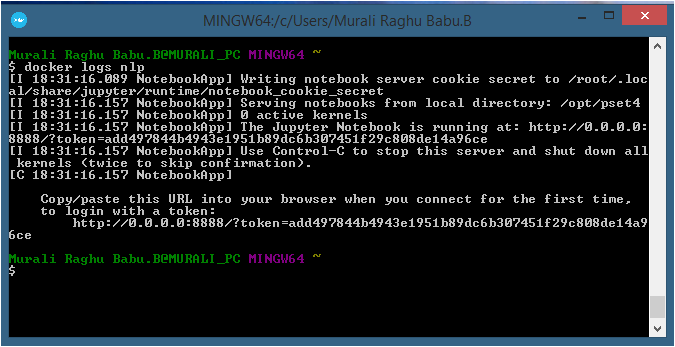 MINGW64:/c/Users/Murali Raghu Babu.B
Murali Raghu Babu.B@MURALI_PC MINGW64 ~
$ docker logs nlp
[I 18:31:16.089 NotebookApp] Writing notebook server cookie secret to /root/.loc
al/share/jupyter/runtime/notebook_cookie_secret
[I 18:31:16.157 NotebookApp] Serving notebooks from local directory: /opt/pset4
[I 18:31:16.157 NotebookApp] 0 active kernels
[I 18:31:16.157 NotebookApp] The Jupyter Notebook is running at: http://0.0.0.0:
8888/?token=add497844b4943e1951b89dc6b307451f29c808de14a96ce
[I 18:31:16.157 NotebookApp] Use Control-C to stop this server and shut down all
kernels (twice to skip confirmation).
[C 18:31:16.157 NotebookApp]
Copy/paste this URL into your browser when you connect for the first time,
to login with a token:
http://0.0.0.0:8888/?token=add497844b4943e1951b89dc6b307451f29c808de14a9
6ce
Murali Raghu Babu.B@MURALI_PC MINGW64 ~
$